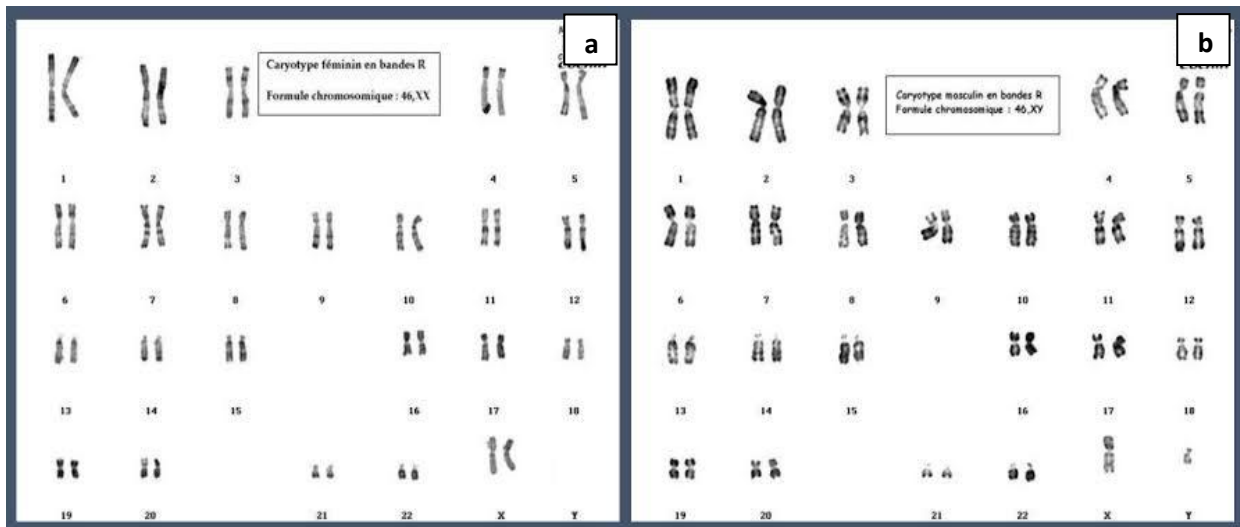 a
Caryotype féminin en bandes R
Formule chromosomique : 46,XX
1 2 3 4 5
6 7 8 9 10 11 12
13 14 15 16 17 18
19 20 21 22 X Y
b
Caryotype masculin en bandes R
Formule chromosomique : 46,XY
1 2 3 4 5
6 7 8 9 10 11 12
13 14 15 16 17 18
19 20 21 22 X Y